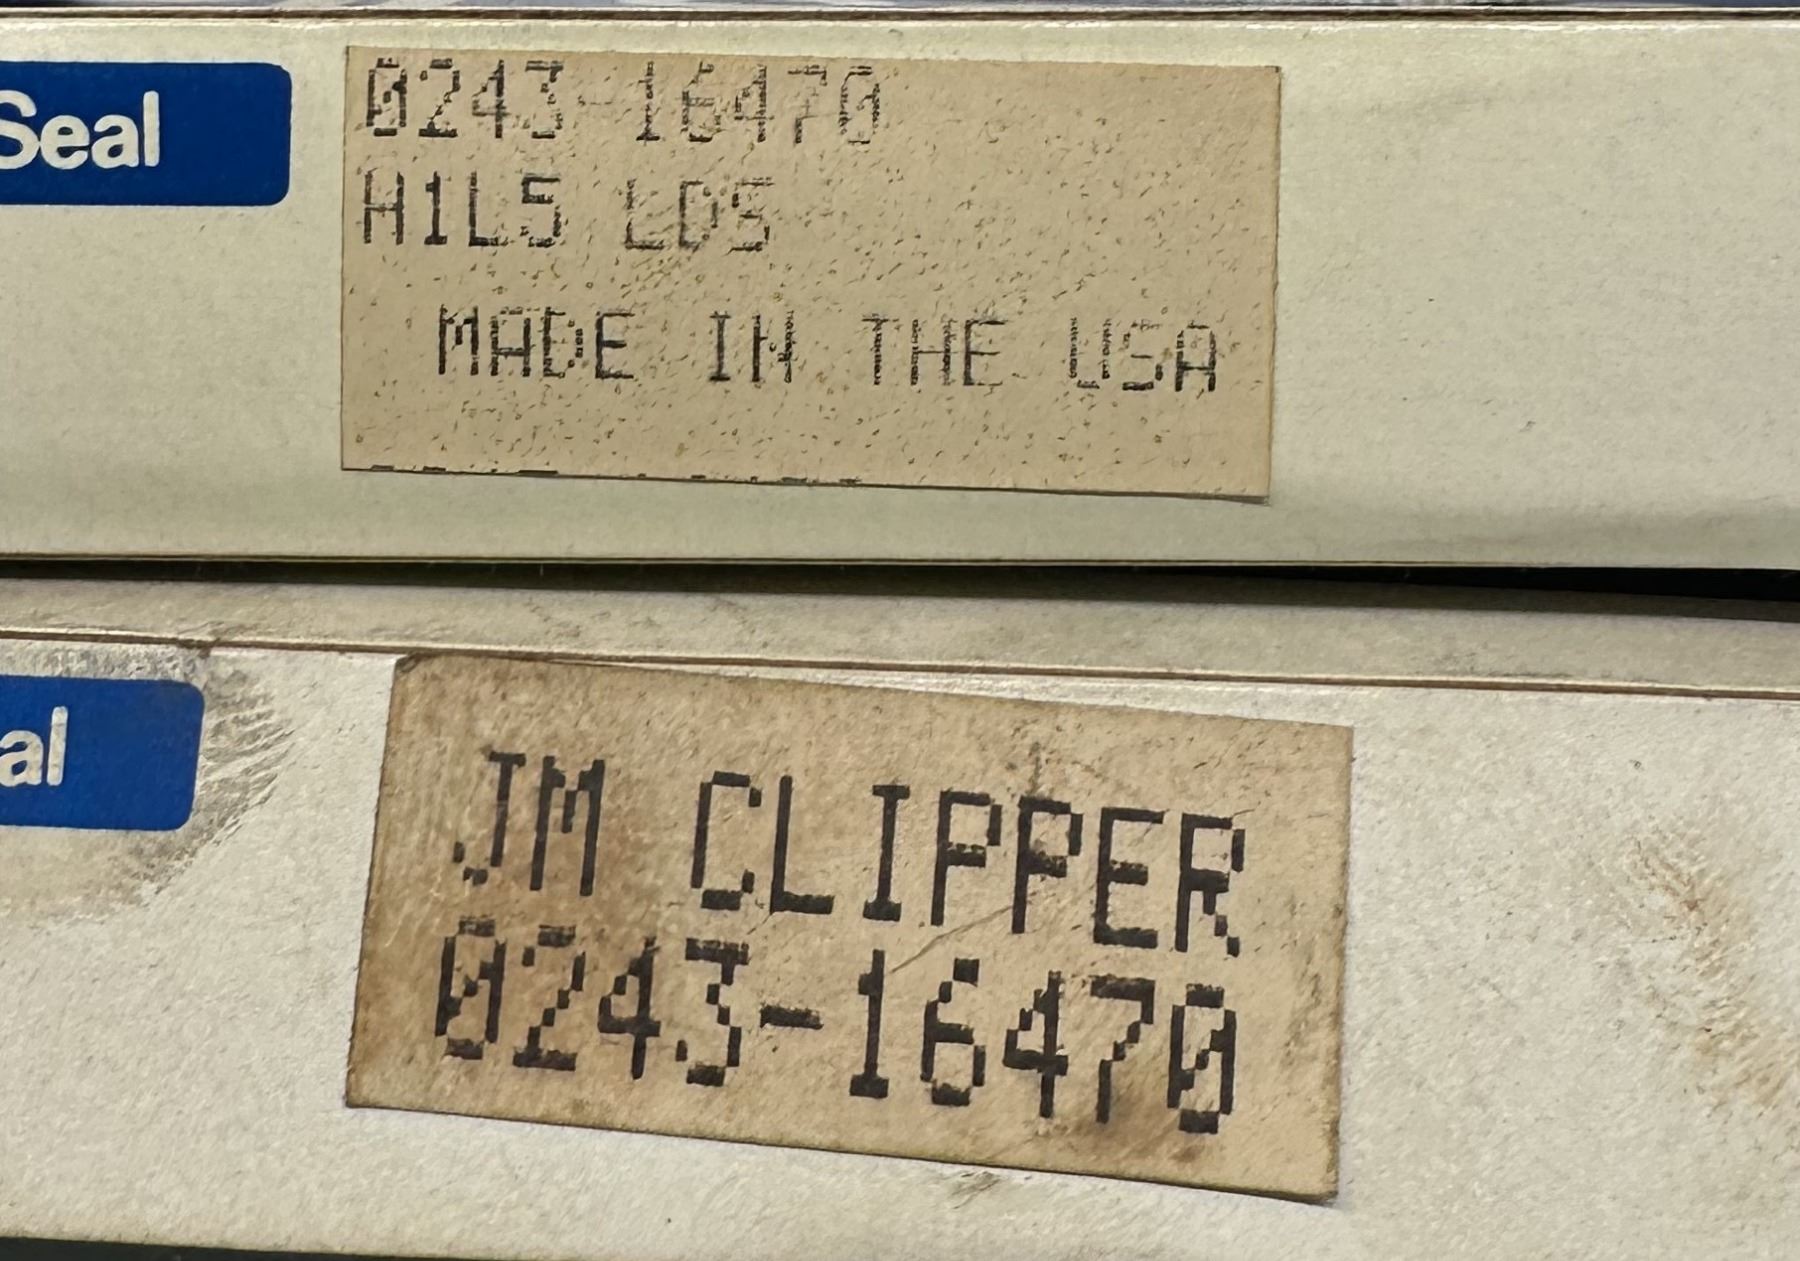 Seal
0243-16470
H1L5 LDS
MADE IN THE USA
al
JM CLIPPER
0243-16470